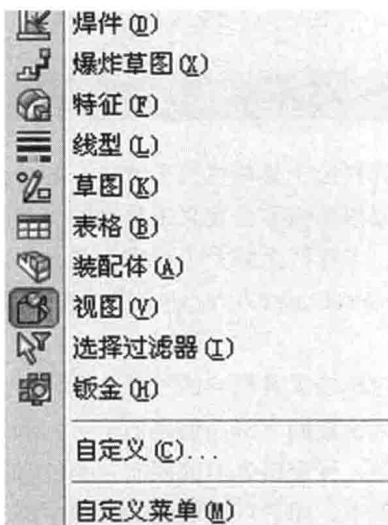 焊件(D)
爆炸草图(X)
特征(F)
线型(L)
草图(K)
表格(B)
装配体(A)
视图(V)
选择过滤器(I)
钣金(H)
自定义(C)...
自定义菜单(M)